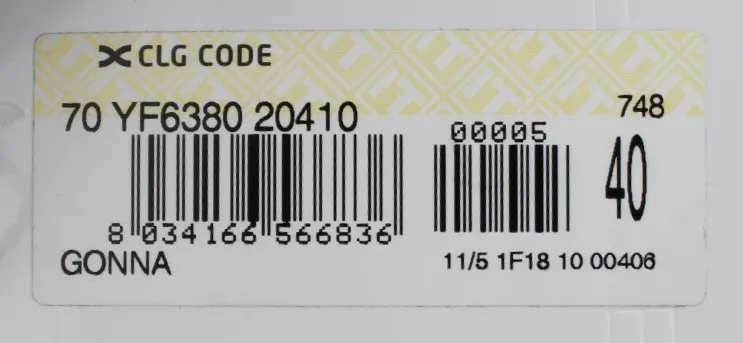 CLG CODE
70 YF6380 20410
748
00005
40
8 034166 566836
GONNA
11/5 1F18 10 00406